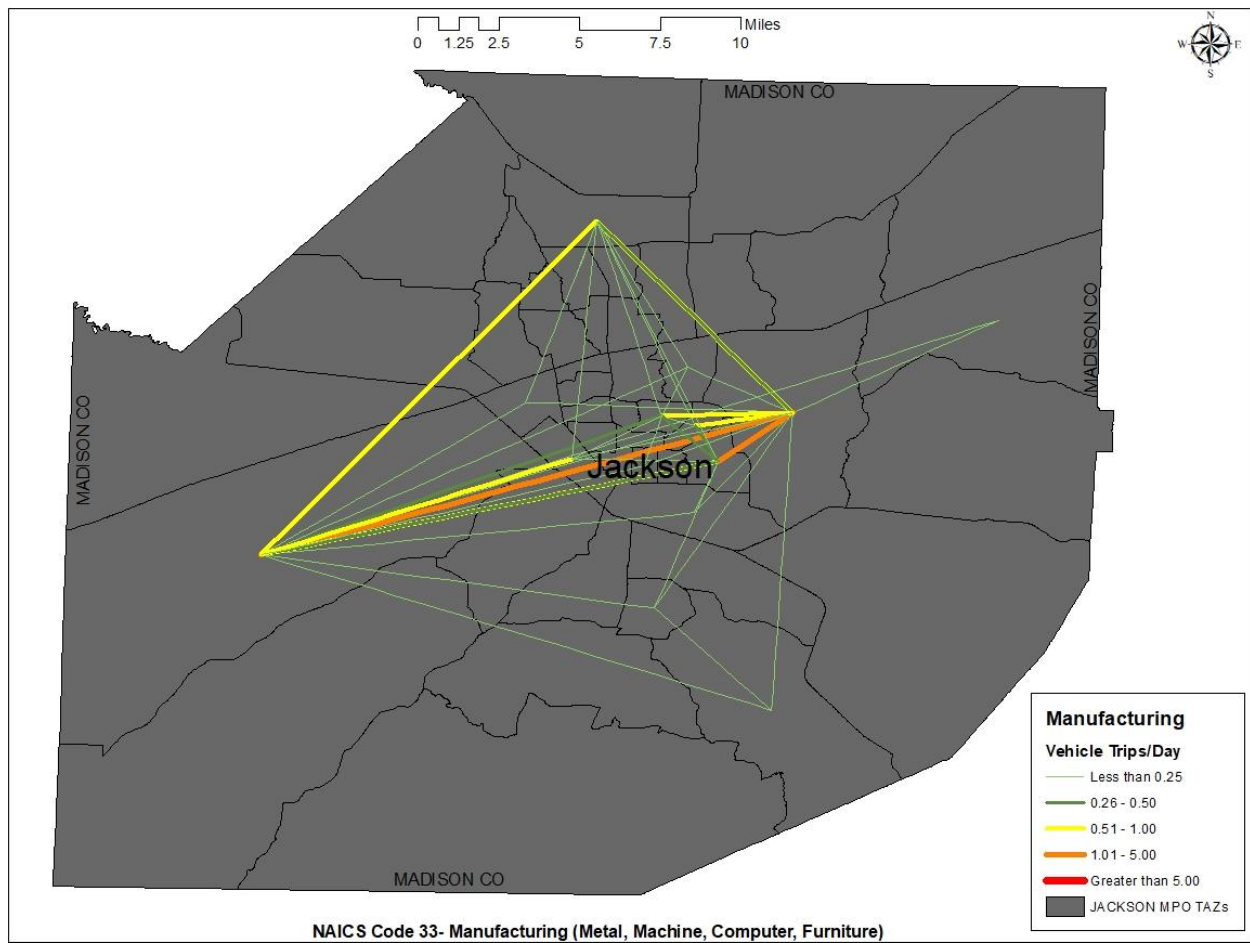 Miles
0 1.25 2.5 5 7.5 10
N
W E
S
MADISON CO
MADISON CO
MADISON CO
Jackson
MADISON CO
Manufacturing
Vehicle Trips/Day
Less than 0.25
0.26 - 0.50
0.51 - 1.00
1.01 - 5.00
Greater than 5.00
JACKSON MPO TAZs
NAICS Code 33- Manufacturing (Metal, Machine, Computer, Furniture)